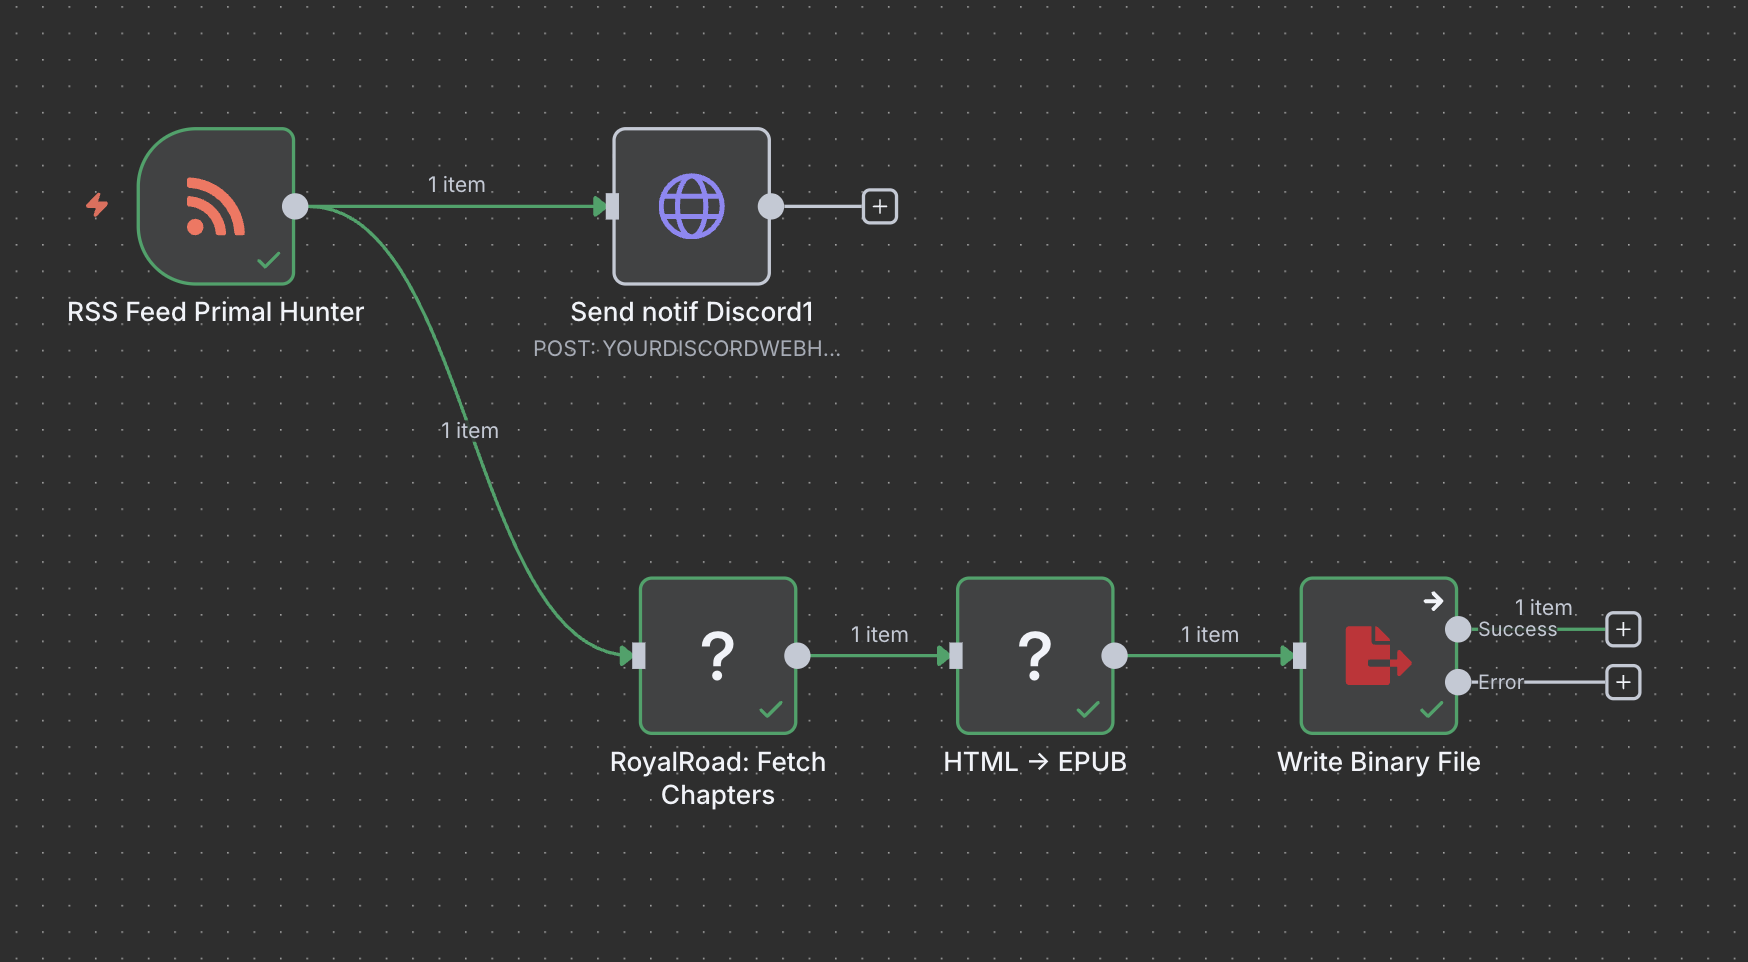 1 item
RSS Feed Primal Hunter
Send notif Discord1
POST: YOURDISCORDWEBH...
1 item
?
RoyalRoad: Fetch
Chapters
1 item
?
HTML → EPUB
1 item
Write Binary File
1 item
Success
Error